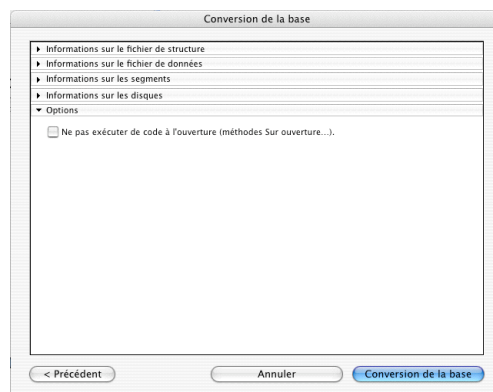 Conversion de la base
Informations sur le fichier de structure
Informations sur le fichier de données
Informations sur les segments
Informations sur les disques
Options
Ne pas exécuter de code à l'ouverture (méthodes Sur ouverture...).
< Précédent
Annuler
Conversion de la base